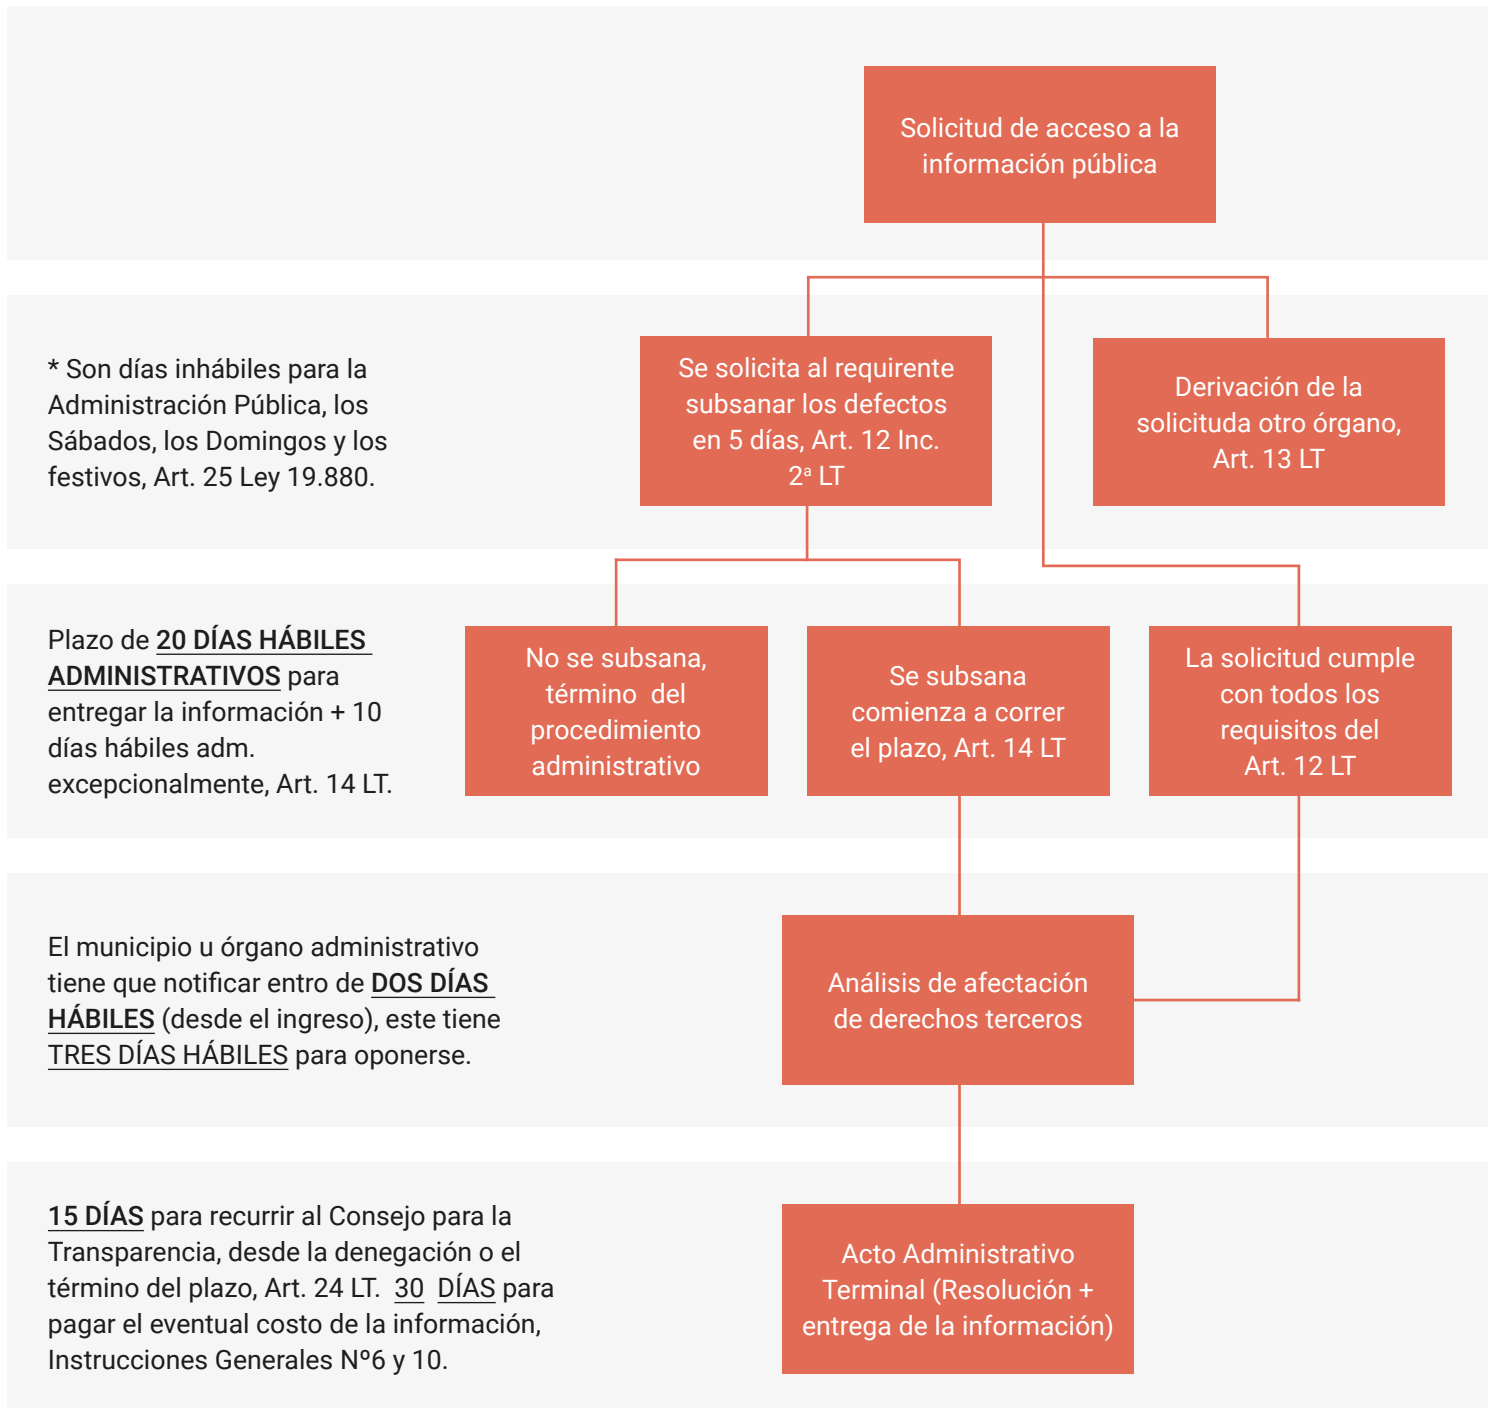 Solicitud de acceso a la
información pública
* Son días inhábiles para la
Administración Pública, los
Sábados, los Domingos y los
festivos, Art. 25 Ley 19.880.
Se solicita al requirente
subsanar los defectos
en 5 días, Art. 12 Inc.
2ª LT
Derivación de la
solicituda otro órgano,
Art. 13 LT
Plazo de 20 DÍAS HÁBILES
ADMINISTRATIVOS para
entregar la información + 10
días hábiles adm.
excepcionalmente, Art. 14 LT.
No se subsana,
término del
procedimiento
administrativo
Se subsana
comienza a correr
el plazo, Art. 14 LT
La solicitud cumple
con todos los
requisitos del
Art. 12 LT
El municipio u órgano administrativo
tiene que notificar entro de DOS DÍAS
HÁBILES (desde el ingreso), este tiene
TRES DÍAS HÁBILES para oponerse.
Análisis de afectación
de derechos terceros
15 DÍAS para recurrir al Consejo para la
Transparencia, desde la denegación o el
término del plazo, Art. 24 LT. 30 DÍAS para
pagar el eventual costo de la información,
Instrucciones Generales Nº6 y 10.
Acto Administrativo
Terminal (Resolución +
entrega de la información)